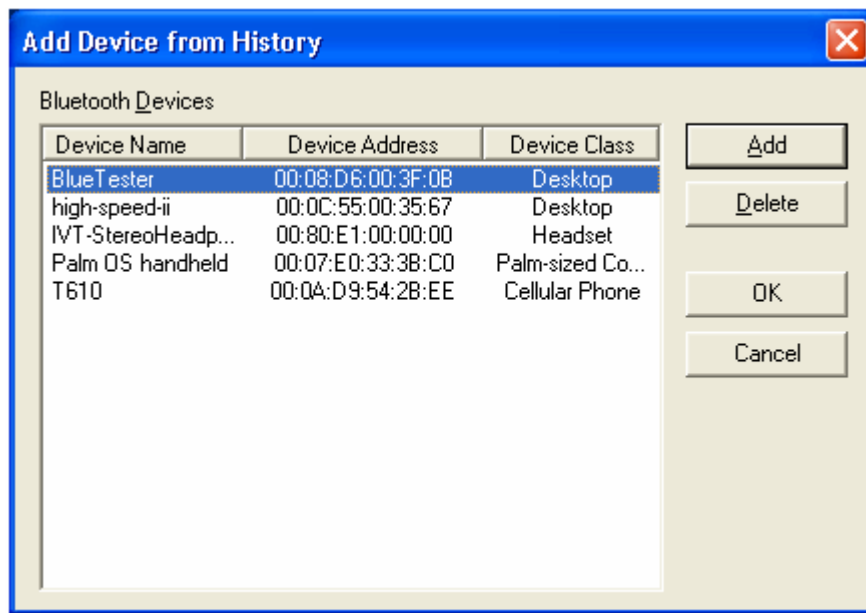 Add Device from History
Bluetooth Devices
Device Name Device Address Device Class
BlueTester 00:08:D6:00:3F:0B Desktop
high-speed-ii 00:0C:55:00:35:67 Desktop
IVT-StereoHeadp... 00:80:E1:00:00:00 Headset
Palm OS handheld 00:07:E0:33:3B:C0 Palm-sized Co...
T610 00:0A:D9:54:2B:EE Cellular Phone
Add
Delete
OK
Cancel